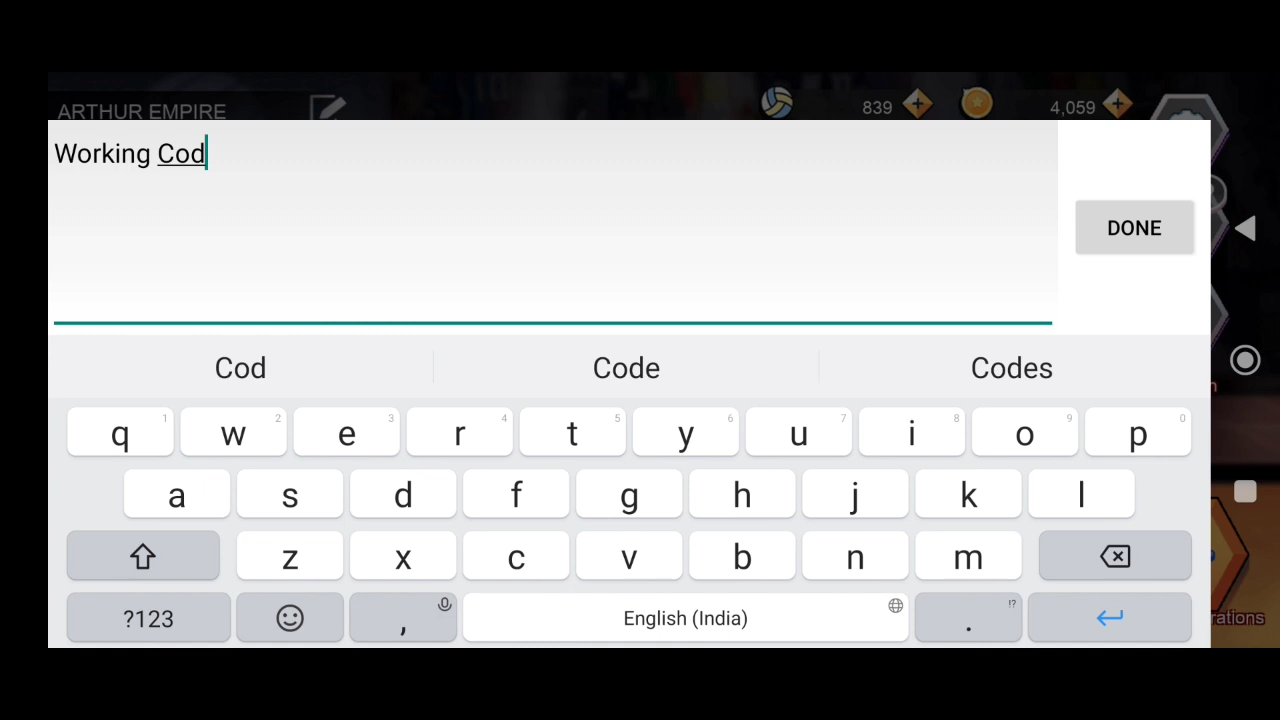 ARTHUR EMPIRE
839
4,059
Working Cod
DONE
Cod Code Codes
q 1 w 2 e 3 r 4 t 5 y 6 u 7 i 8 o 9 p 0
a s d f g h j k l
z x c v b n m
?123 , English (India) . !?
rations